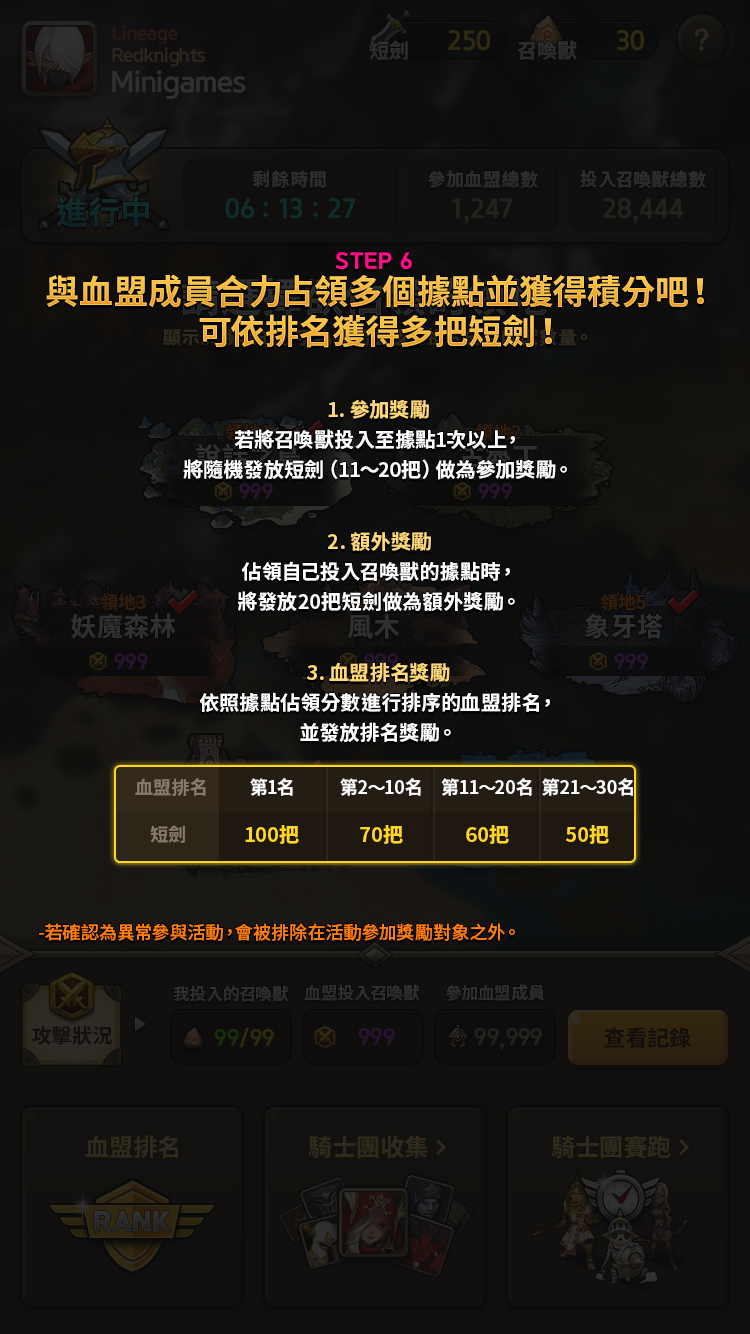 Lineage
Redknights
Minigames
短劍
250
召喚獸
30
?
進行中
剩餘時間
06 : 13 : 27
參加血盟總數
1,247
投入召喚獸總數
28,444
STEP 6
與血盟成員合力占領多個據點並獲得積分吧！
可依排名獲得多把短劍！
1. 參加獎勵
若將召喚獸投入至據點1次以上，
將隨機發放短劍（11～20把）做為參加獎勵。
999
999
2. 額外獎勵
佔領自己投入召喚獸的據點時，
將發放20把短劍做為額外獎勵。
領地3
妖魔森林
999
風木
999
領地5
象牙塔
999
3. 血盟排名獎勵
依照據點佔領分數進行排序的血盟排名，
並發放排名獎勵。
血盟排名 第1名 第2～10名 第11～20名 第21～30名
短劍 100把 70把 60把 50把
-若確認為異常參與活動，會被排除在活動參加獎勵對象之外。
攻擊狀況
我投入的召喚獸
99/99
血盟投入召喚獸
999
參加血盟成員
99,999
查看記錄
血盟排名
RANK
騎士團收集 >
騎士團賽跑 >